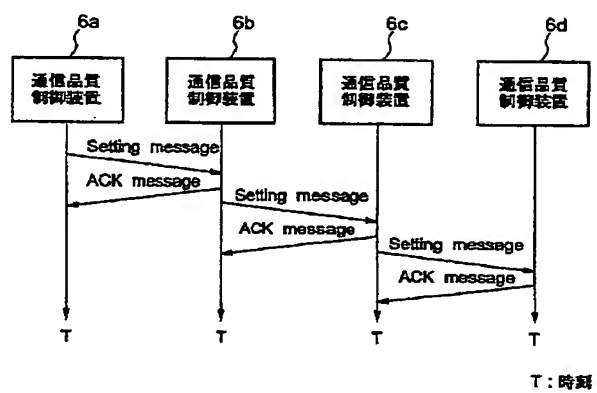 6a
6b
6c
6d
通信品質
制御装置
通信品質
制御装置
通信品質
制御装置
通信品質
制御装置
Setting message
ACK message
Setting message
ACK message
Setting message
ACK message
T
T
T
T
T:時刻